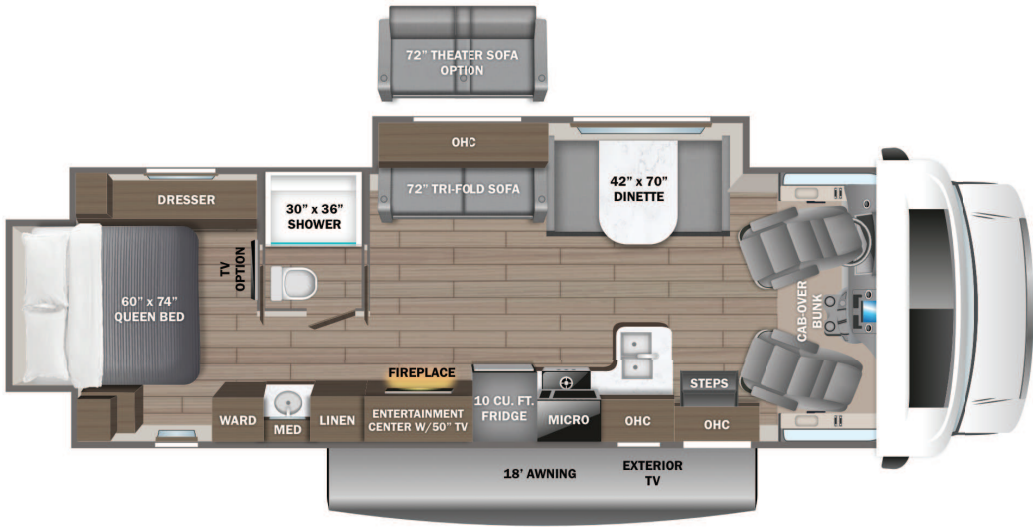 72” THEATER SOFA
OPTION
OHC
72” TRI-FOLD SOFA
42” x 70”
DINETTE
DRESSER
30” x 36”
SHOWER
TV
OPTION
60” x 74”
QUEEN BED
CAB-OVER
BUNK
FIREPLACE
STEPS
WARD
MED
LINEN
ENTERTAINMENT
CENTER W/50” TV
10 CU. FT.
FRIDGE
MICRO
OHC
OHC
18’ AWNING
EXTERIOR
TV